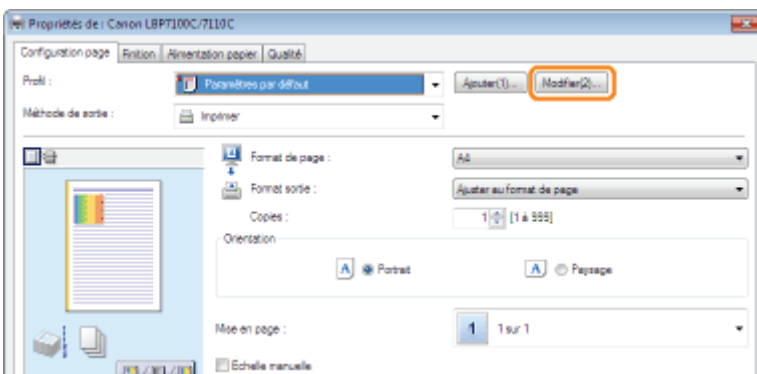 Propriétés de : Canon LBP7100C/7110C
Configuration page Finition Alimentation papier Qualité
Profil : Paramètres par défaut Ajouter(1)... Modifier(2)...
Méthode de sortie : Imprimer
Format de page : A4
Format sortie : Ajuster au format de page
Copies : 1 [1 à 999]
Orientation
A Portrait A Paysage
Mise en page : 1 1 sur 1
Echelle manuelle